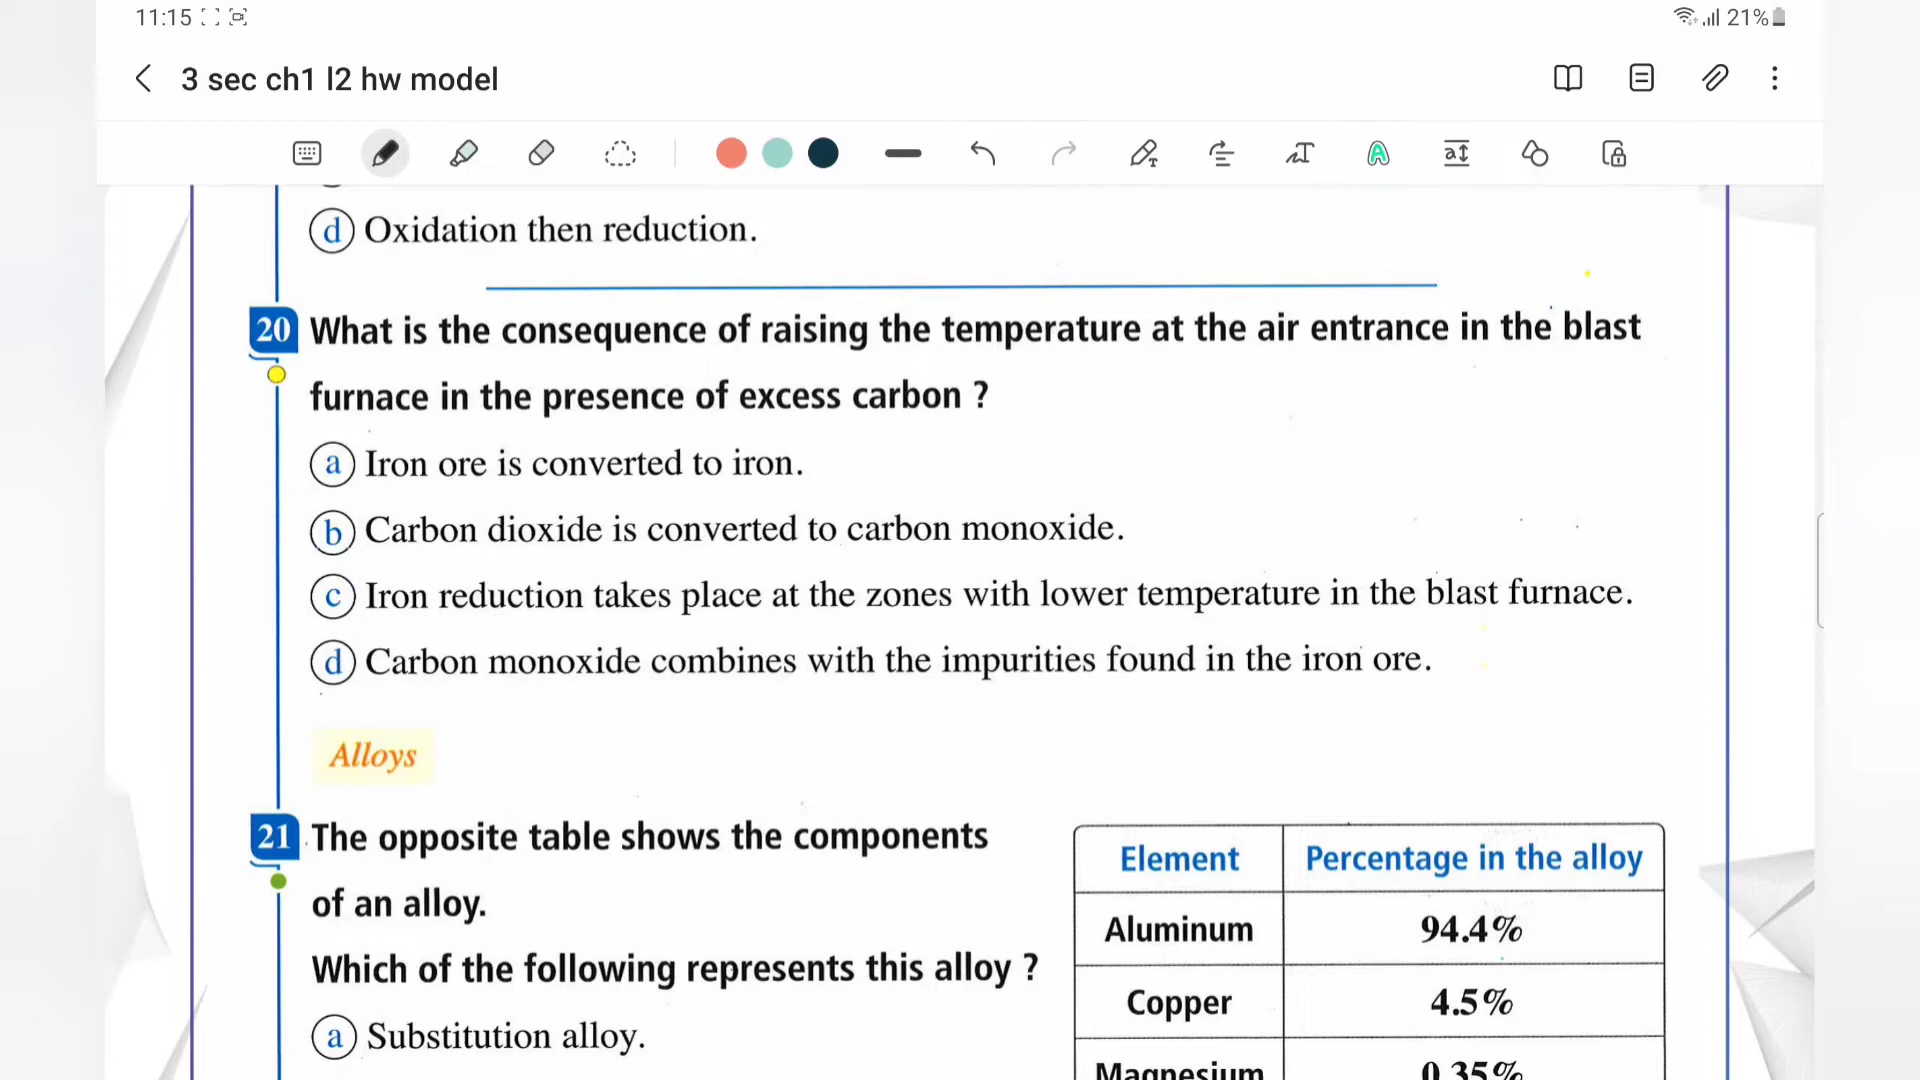 11:15
21%
3 sec ch1 l2 hw model
d Oxidation then reduction.
20 What is the consequence of raising the temperature at the air entrance in the blast
furnace in the presence of excess carbon ?
a Iron ore is converted to iron.
b Carbon dioxide is converted to carbon monoxide.
c Iron reduction takes place at the zones with lower temperature in the blast furnace.
d Carbon monoxide combines with the impurities found in the iron ore.
Alloys
21 The opposite table shows the components
of an alloy.
Which of the following represents this alloy ?
a Substitution alloy.
Element Percentage in the alloy
Aluminum 94.4%
Copper 4.5%
Magnesium 0.35%